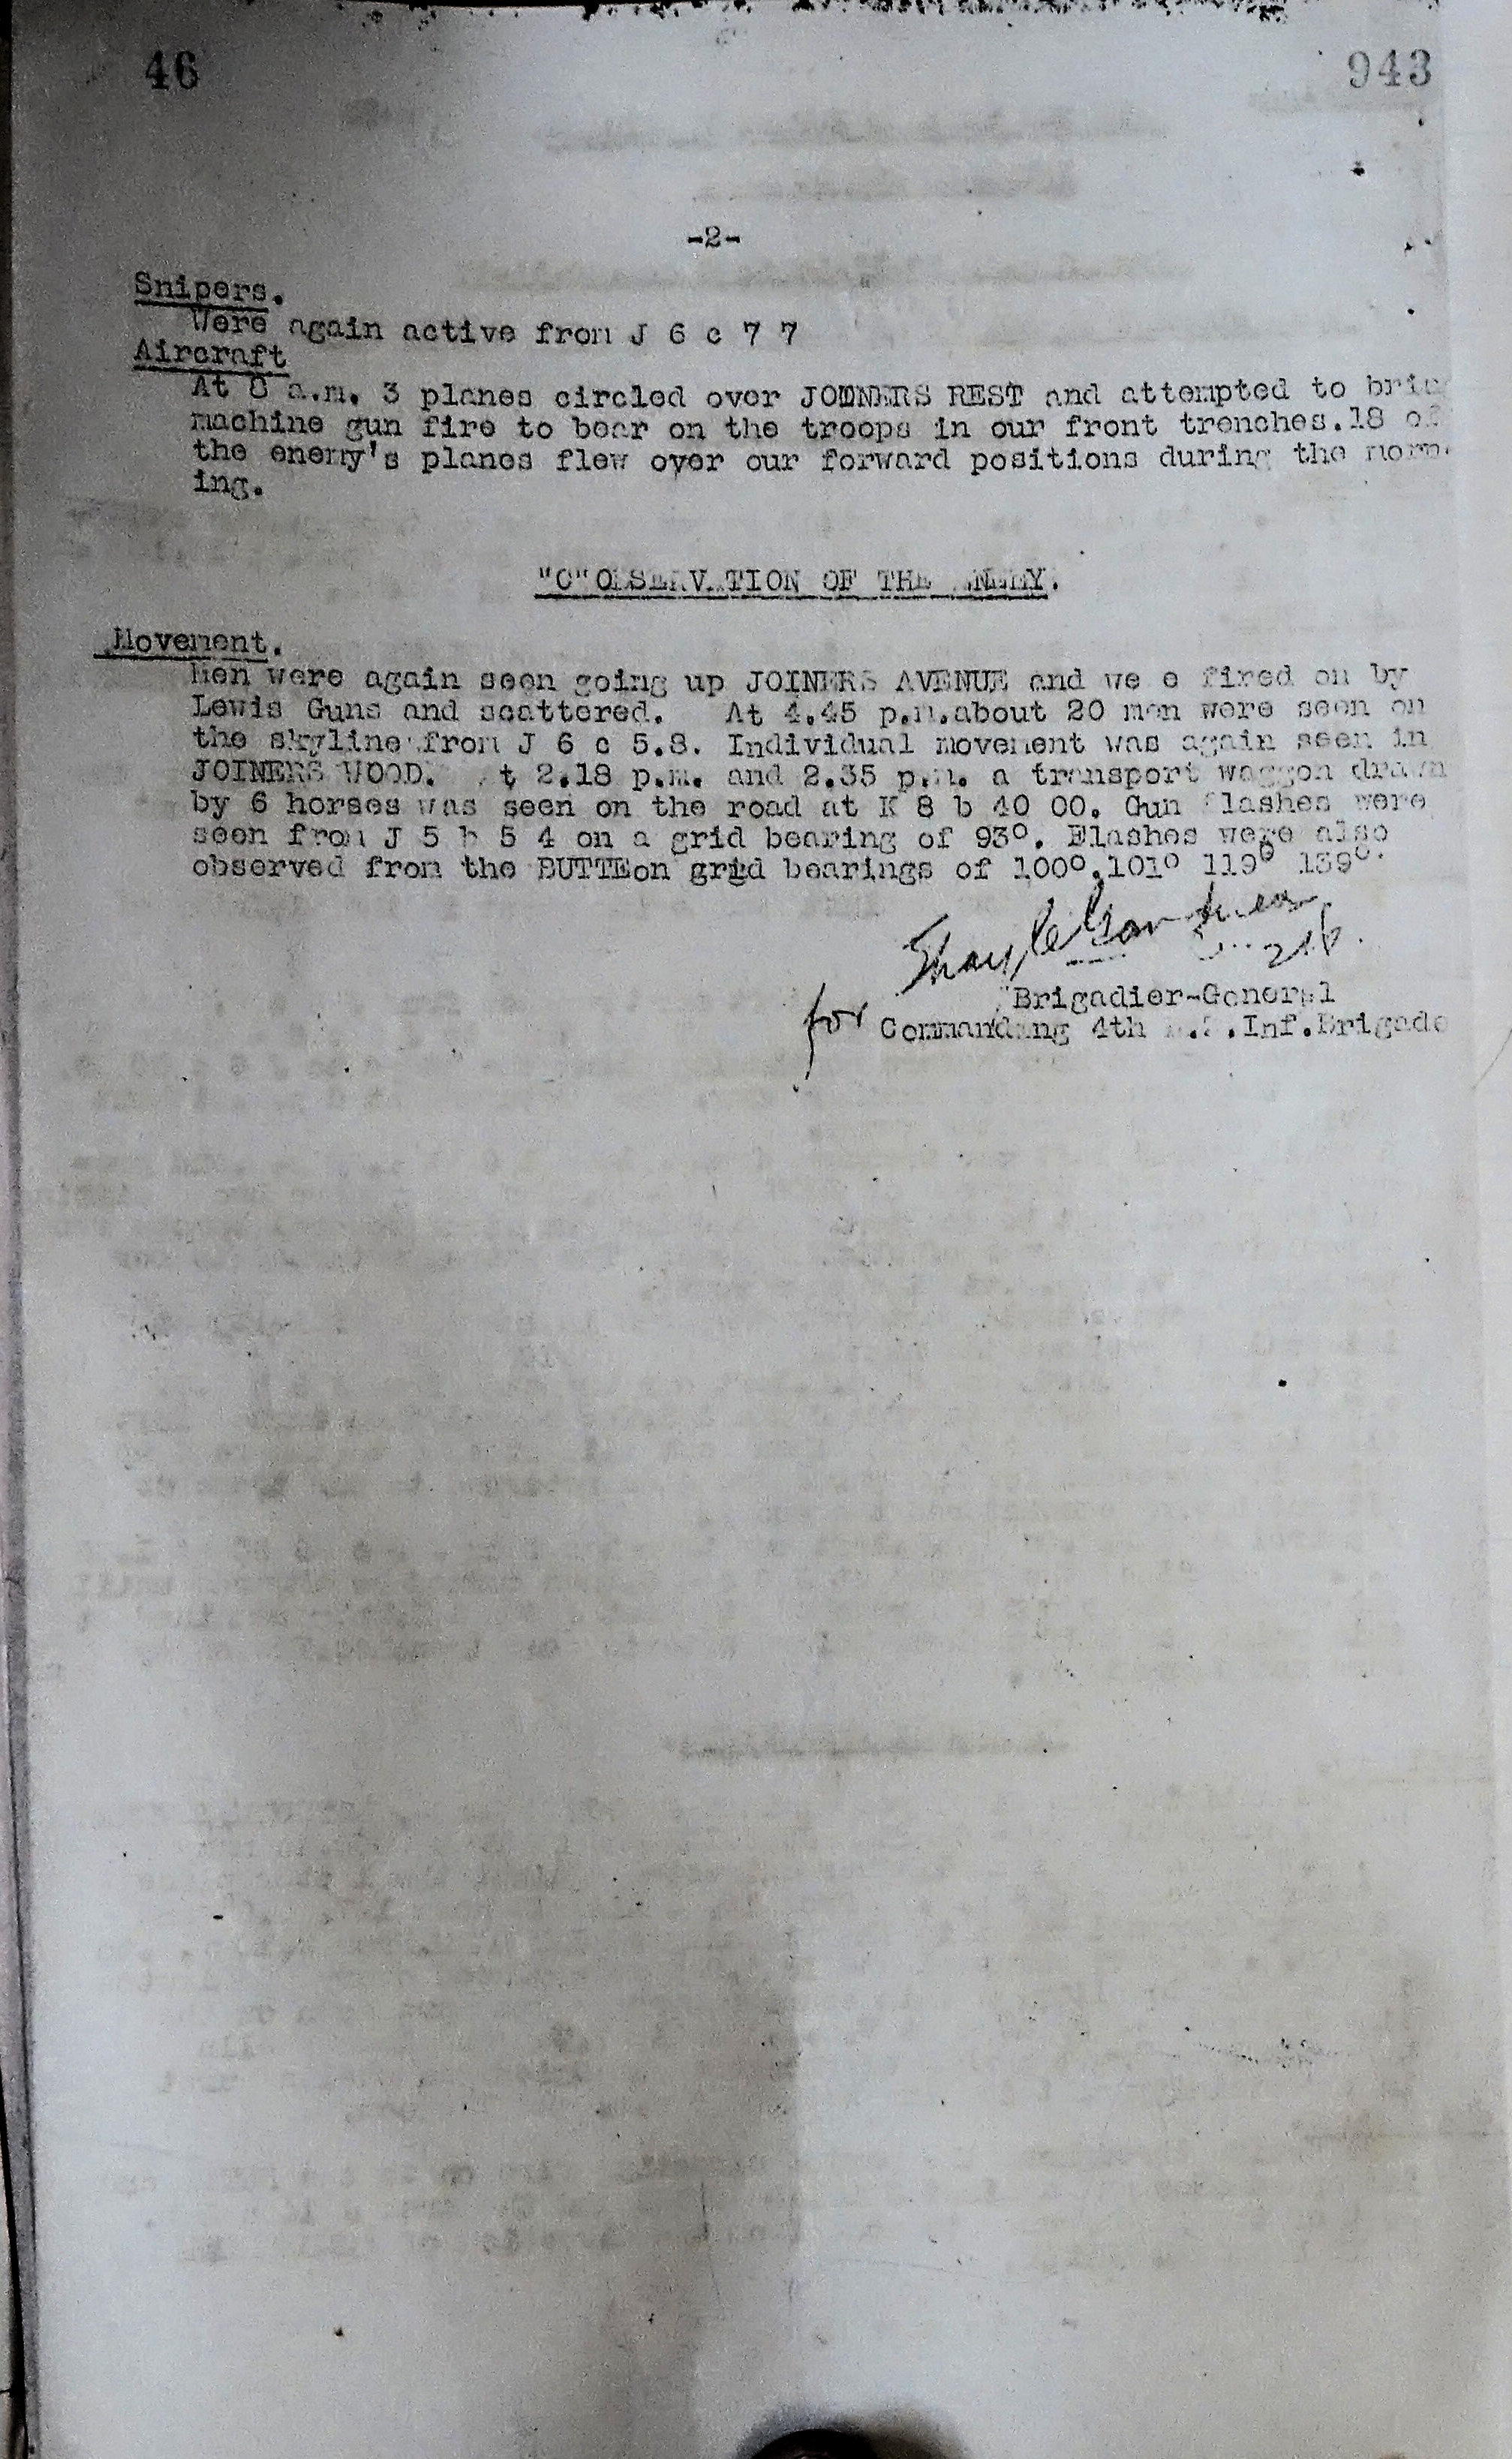 46
943
-2-
Snipers.
Were again active from J 6 c 7 7
Aircraft
At 8 a.m. 3 planes circled over JOINERS REST and attempted to
machine gun fire to bear on the troops in our front trenches.18 of
the enemy's planes flew over our forward positions during the morn-
ing.
"C"OBSERVATION OF THE ENEMY.
Movement.
Men were again seen going up JOINERS AVENUE and we e fired on by
Lewis Guns and scattered. At 4.45 p.m.about 20 men were seen on
the skyline from J 6 c 5.8. Individual movement was again seen in
JOINERS WOOD. t 2.18 p.m. and 2.35 p.m. a transport waggon drawn
by 6 horses was seen on the road at K 8 b 40 00. Gun flashes were
seen from J 5 b 5 4 on a grid bearing of 93°. Flashes were also
observed from the BUTTEon grid bearings of 100°.101° 119° 139°.
for
Brigadier-General
Commanding 4th Inf.Brigade